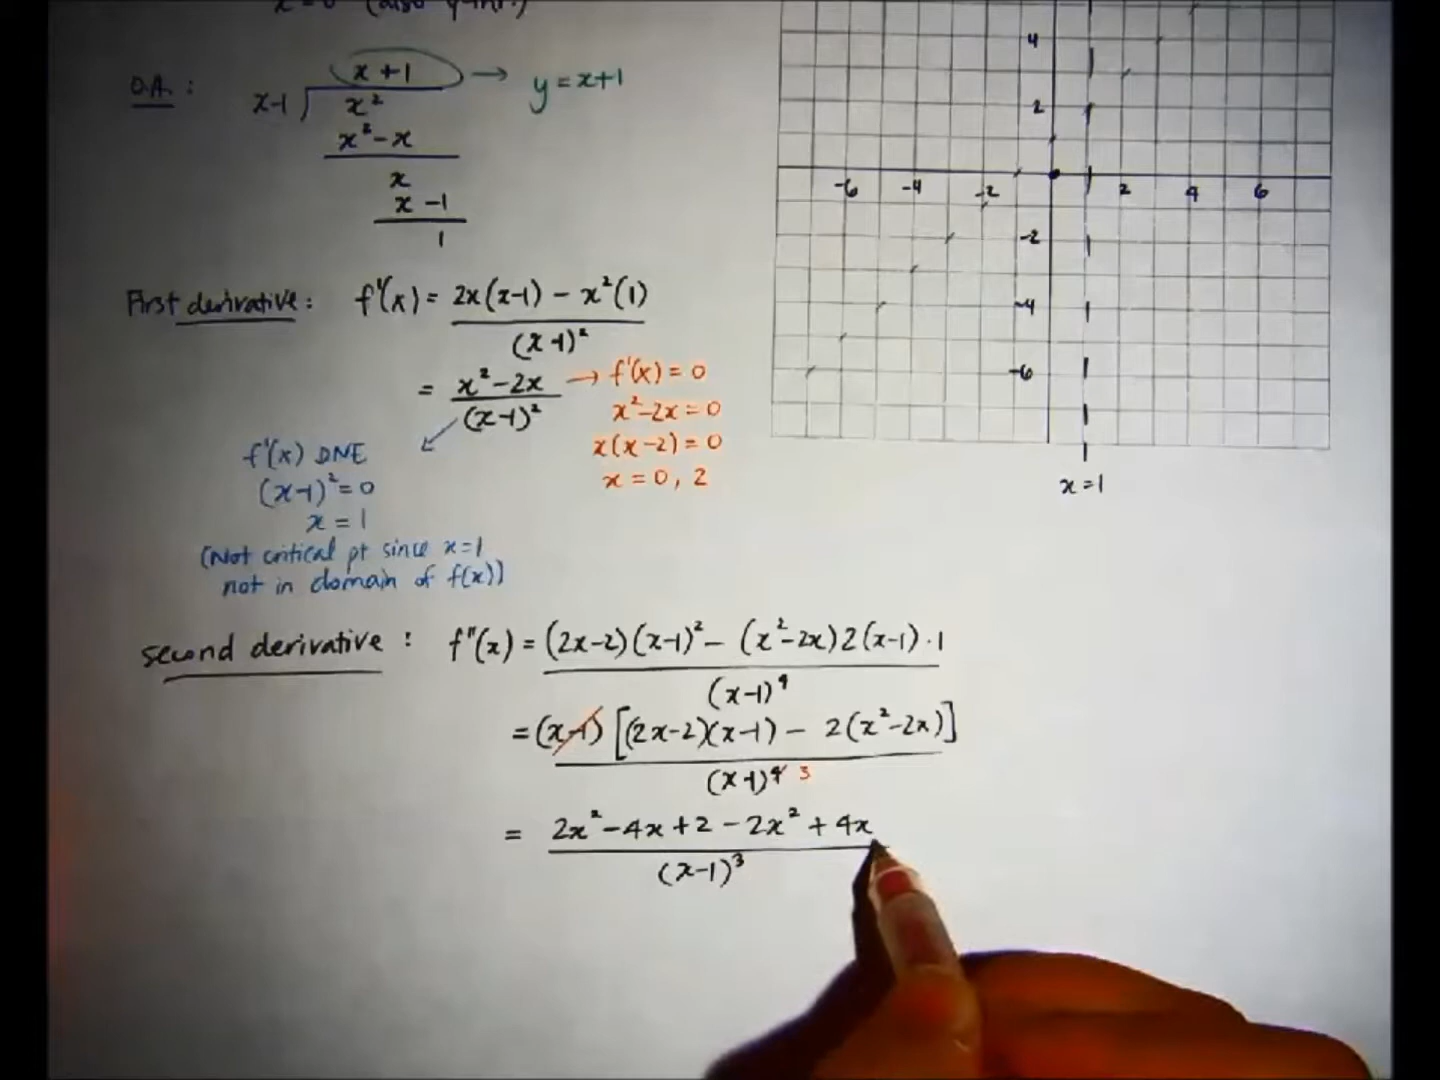 x = 0 (also y-int.)
O.A. :
x + 1 → y = x+1
x-1 ) x²
x² - x
x
x - 1
1
First derivative : f'(x) = 2x(x-1) - x²(1)
(x-1)²
= x² - 2x → f'(x) = 0
(x-1)²
x² - 2x = 0
x(x-2) = 0
x = 0, 2
f'(x) DNE
(x-1)² = 0
x = 1
(Not critical pt since x=1
not in domain of f(x))
second derivative : f"(x) = (2x-2)(x-1)² - (x²-2x)2(x-1)·1
(x-1)⁴
= (x-1) [(2x-2)(x-1) - 2(x²-2x)]
(x-1)⁴ 3
= 2x² - 4x + 2 - 2x² + 4x
(x-1)³
4
2
-6 -4 -2 2 4 6
-2
-4
-6
x = 1